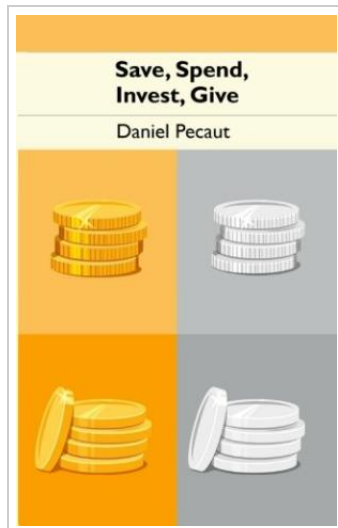 Save, Spend,
Invest, Give
Daniel Pecaut